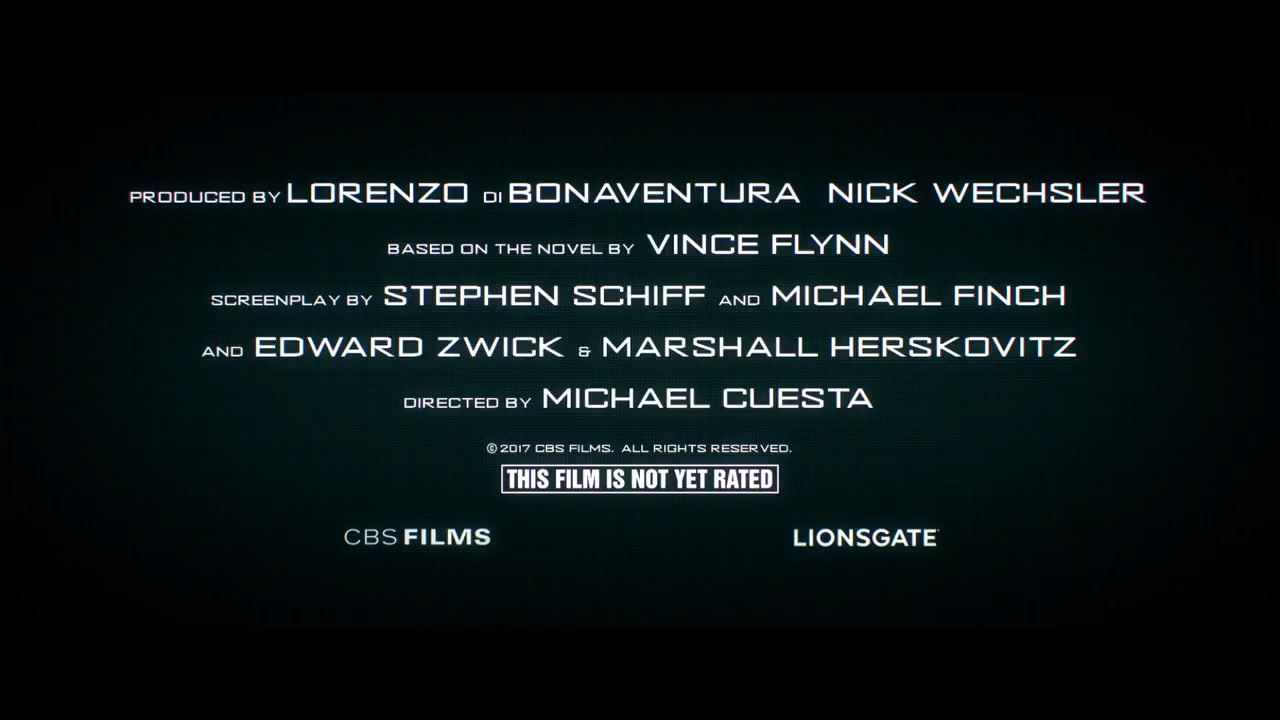 PRODUCED BY LORENZO DI BONAVENTURA NICK WECHSLER
BASED ON THE NOVEL BY VINCE FLYNN
SCREENPLAY BY STEPHEN SCHIFF AND MICHAEL FINCH
AND EDWARD ZWICK & MARSHALL HERSKOVITZ
DIRECTED BY MICHAEL CUESTA
© 2017 CBS FILMS. ALL RIGHTS RESERVED.
THIS FILM IS NOT YET RATED
CBS FILMS LIONSGATE